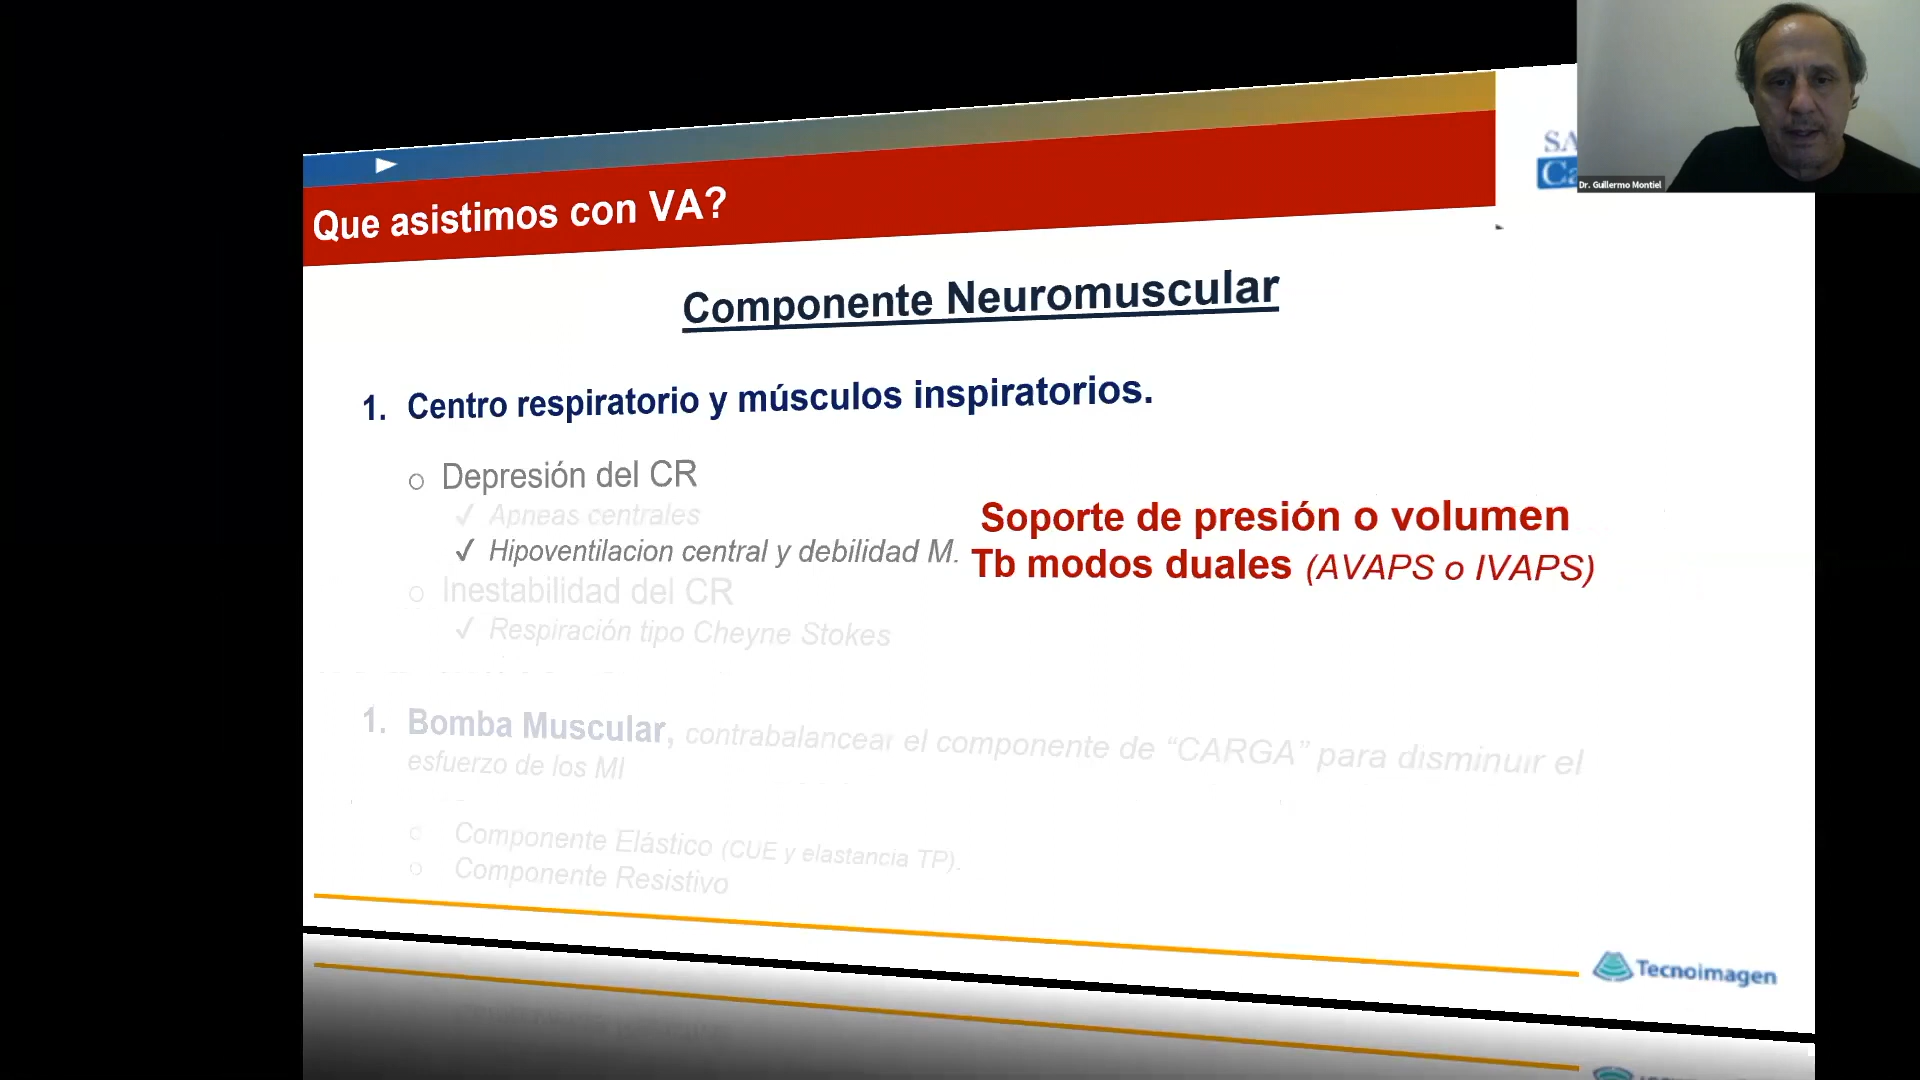 Que asistimos con VA?
SA
Ca
Dr. Guillermo Montiel
Componente Neuromuscular
1. Centro respiratorio y músculos inspiratorios.
o Depresión del CR
✓ Apneas centrales
✓ Hipoventilacion central y debilidad M.
Soporte de presión o volumen
Tb modos duales (AVAPS o IVAPS)
o Inestabilidad del CR
✓ Respiración tipo Cheyne Stokes
1. Bomba Muscular, contrabalancear el componente de “CARGA” para disminuir el
esfuerzo de los MI
o Componente Elástico (CUE y elastancia TP).
o Componente Resistivo
Tecnoimagen